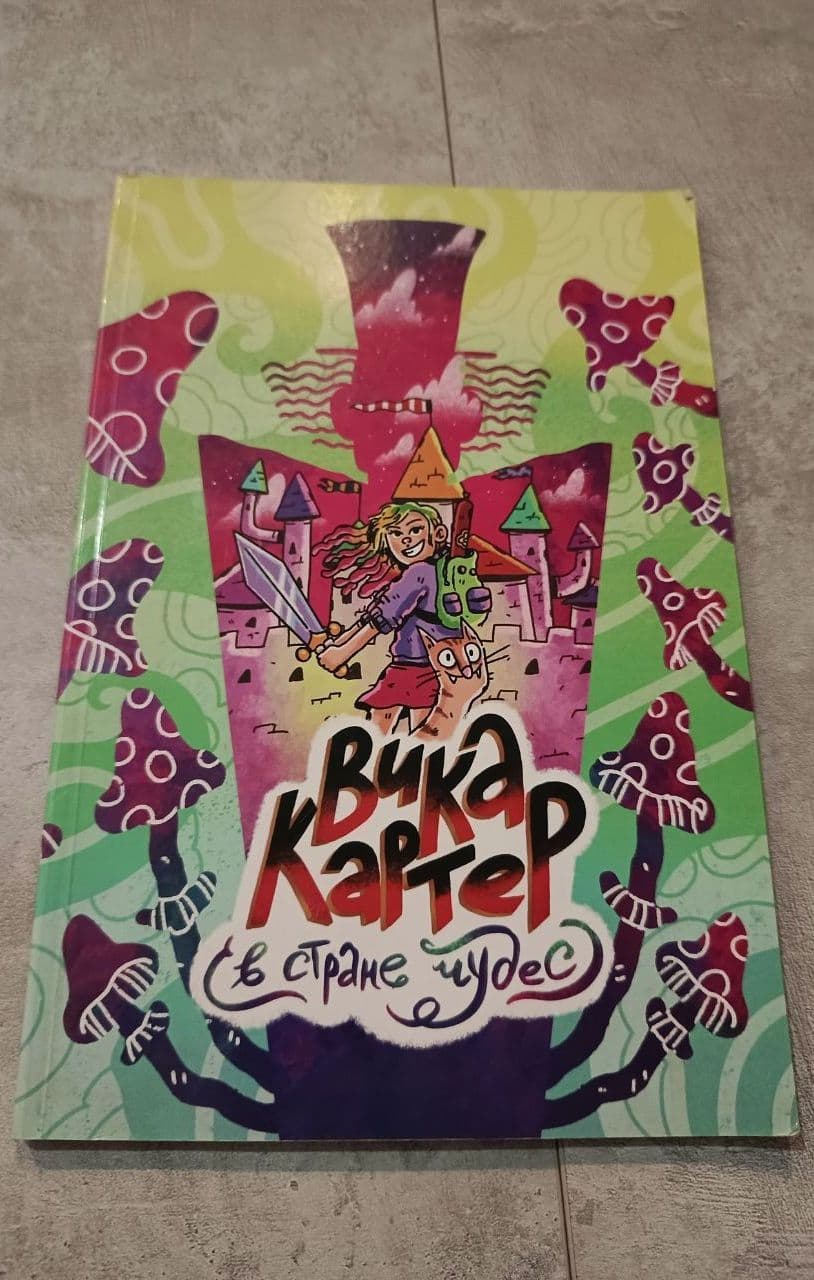 Вика
Картер
в стране чудес